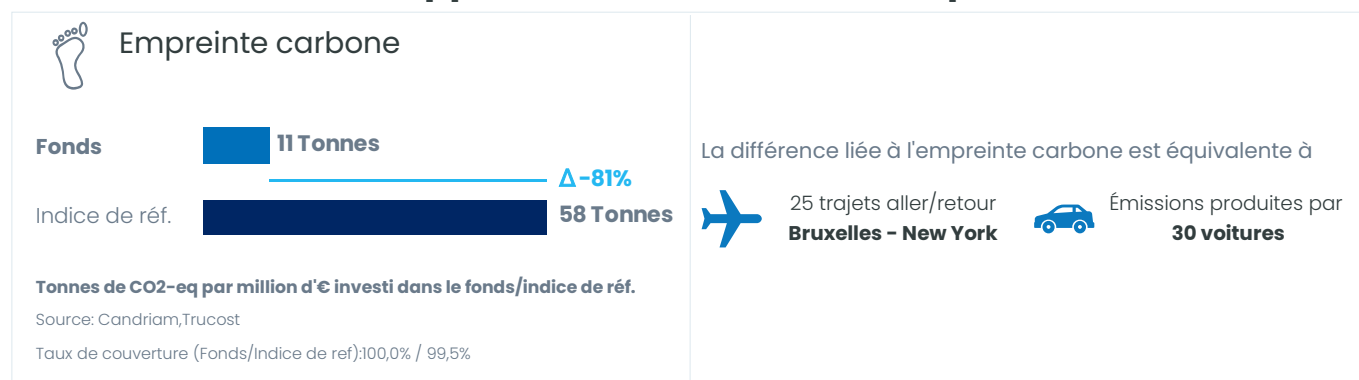 Empreinte carbone
Fonds
11 Tonnes
Δ -81%
Indice de réf.
58 Tonnes
Tonnes de CO2-eq par million d'€ investi dans le fonds/indice de réf.
Source: Candriam,Trucost
Taux de couverture (Fonds/Indice de ref):100,0% / 99,5%
La différence liée à l'empreinte carbone est équivalente à
25 trajets aller/retour
Bruxelles - New York
Émissions produites par
30 voitures